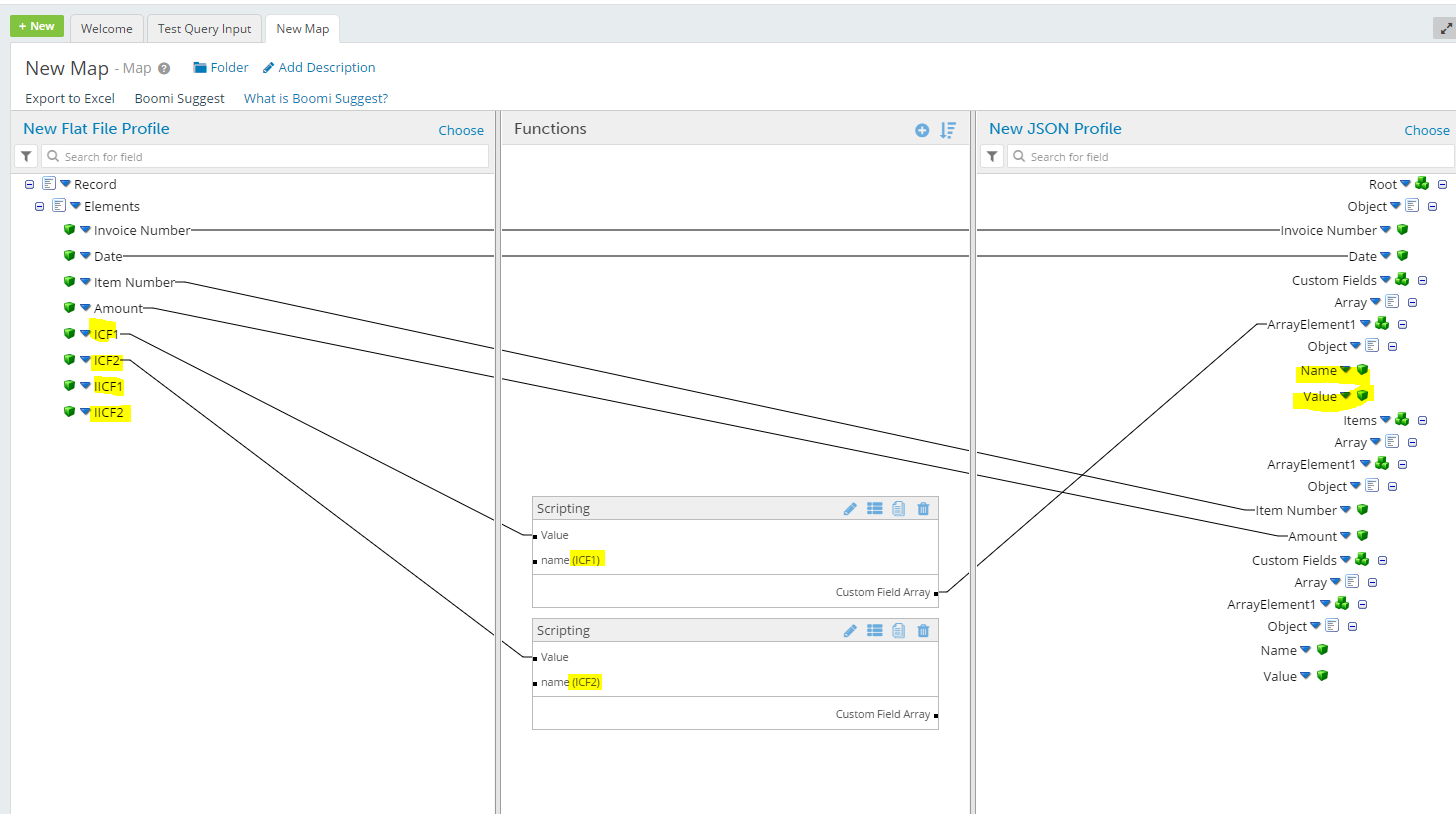 + New
Welcome
Test Query Input
New Map
New Map - Map ?
Folder
Add Description
Export to Excel
Boomi Suggest
What is Boomi Suggest?
New Flat File Profile
Choose
Search for field
Record
Elements
Invoice Number
Date
Item Number
Amount
ICF1
ICF2
IICF1
IICF2
Functions
Scripting
Value
name (ICF1)
Custom Field Array
Scripting
Value
name (ICF2)
Custom Field Array
New JSON Profile
Choose
Search for field
Root
Object
Invoice Number
Date
Custom Fields
Array
ArrayElement1
Object
Name
Value
Items
Array
ArrayElement1
Object
Item Number
Amount
Custom Fields
Array
ArrayElement1
Object
Name
Value